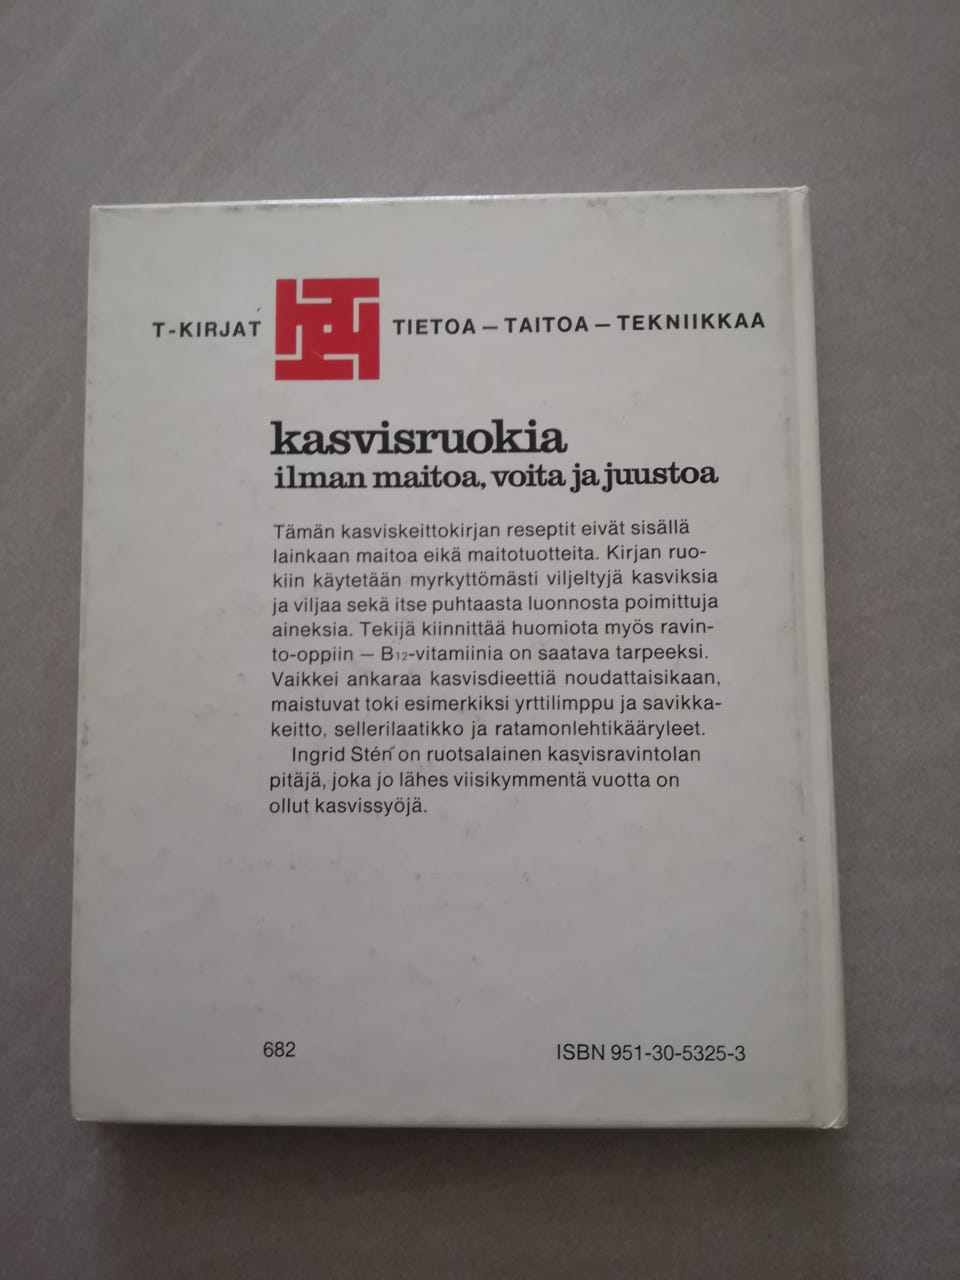 T-KIRJAT TIETOA – TAITOA – TEKNIIKKAA
kasvisruokia
ilman maitoa, voita ja juustoa
Tämän kasviskeittokirjan reseptit eivät sisällä
lainkaan maitoa eikä maitotuotteita. Kirjan ruo-
kiin käytetään myrkyttömästi viljeltyjä kasviksia
ja viljaa sekä itse puhtaasta luonnosta poimittuja
aineksia. Tekijä kiinnittää huomiota myös ravin-
to-oppiin – B₁₂-vitamiinia on saatava tarpeeksi.
Vaikkei ankaraa kasvisdieettiä noudattaisikaan,
maistuvat toki esimerkiksi yrttilimppu ja savikka-
keitto, sellerilaatikko ja ratamonlehtikääryleet.
Ingrid Stén on ruotsalainen kasvisravintolan
pitäjä, joka jo lähes viisikymmentä vuotta on
ollut kasvissyöjä.
682 ISBN 951-30-5325-3